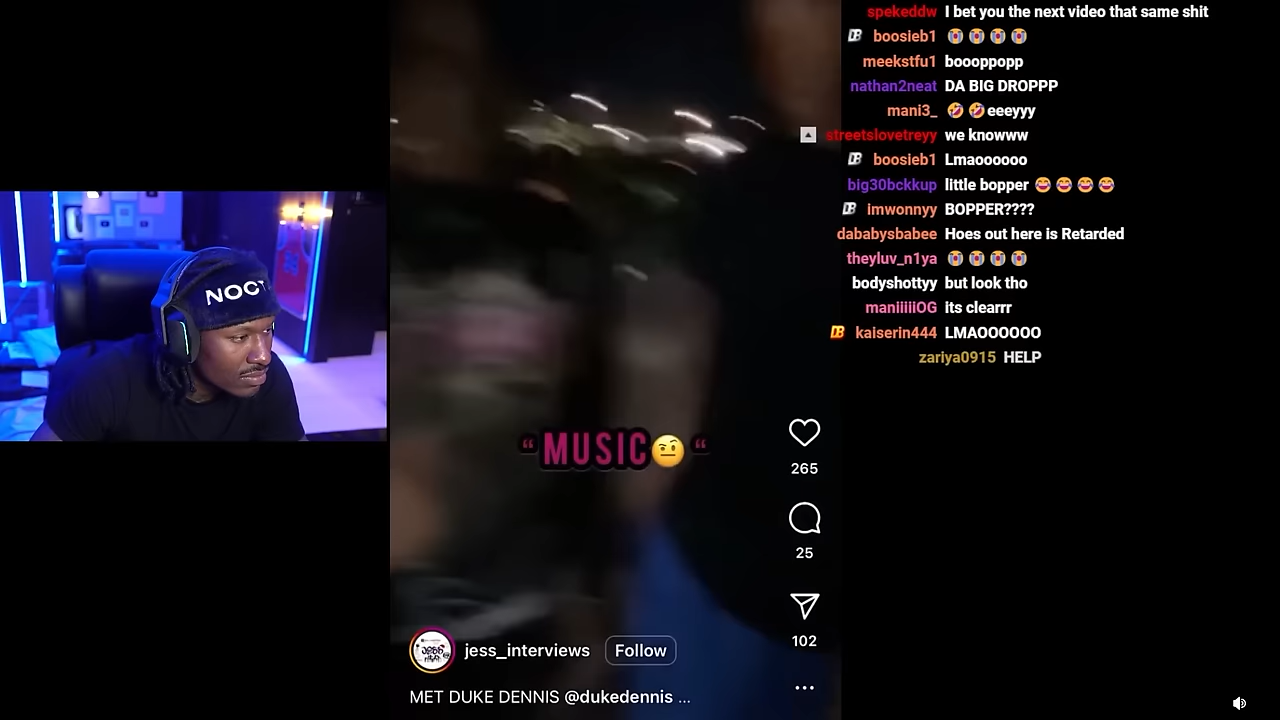 spekeddw I bet you the next video that same shit
boosieb1 😭 😭 😭 😭
meekstfu1 boooppopp
nathan2neat DA BIG DROPPP
mani3_ 🤣 🤣 eeeyyy
streetslovetreyy we knowww
boosieb1 Lmaoooooo
big30bckkup little bopper 😂 😂 😂 😂
imwonnyy BOPPER????
dababysbabee Hoes out here is Retarded
theyluv_n1ya 😭 😭 😭 😭
bodyshottyy but look tho
maniiiiiOG its clearrr
kaiserin444 LMAOOOOOO
zariya0915 HELP
NOCT
“ MUSIC🤨 “
265
25
102
jess_interviews Follow
MET DUKE DENNIS @dukedennis ...